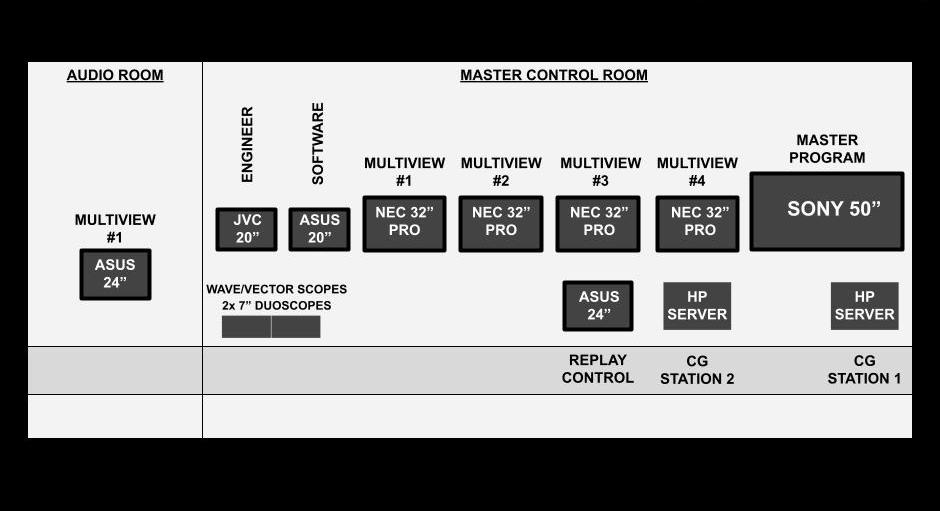 AUDIO ROOM
MULTIVIEW
#1
ASUS
24”
MASTER CONTROL ROOM
ENGINEER
JVC
20”
SOFTWARE
ASUS
20”
MULTIVIEW
#1
NEC 32”
PRO
MULTIVIEW
#2
NEC 32”
PRO
MULTIVIEW
#3
NEC 32”
PRO
MULTIVIEW
#4
NEC 32”
PRO
MASTER
PROGRAM
SONY 50”
WAVE/VECTOR SCOPES
2x 7” DUOSCOPES
ASUS
24”
REPLAY
CONTROL
HP
SERVER
CG
STATION 2
HP
SERVER
CG
STATION 1